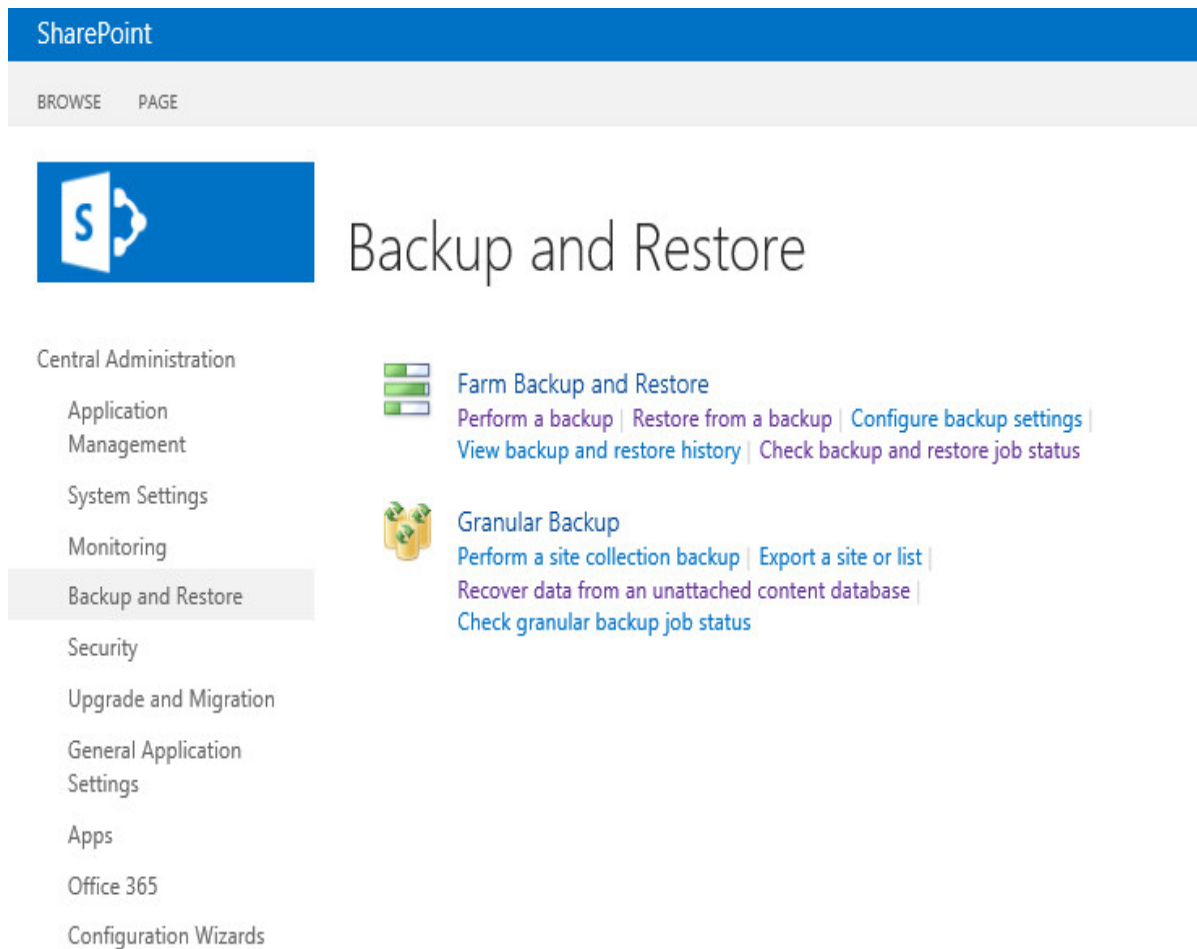 SharePoint
BROWSE PAGE
S
Backup and Restore
Central Administration
Application
Management
System Settings
Monitoring
Backup and Restore
Security
Upgrade and Migration
General Application
Settings
Apps
Office 365
Configuration Wizards
Farm Backup and Restore
Perform a backup | Restore from a backup | Configure backup settings |
View backup and restore history | Check backup and restore job status
Granular Backup
Perform a site collection backup | Export a site or list |
Recover data from an unattached content database |
Check granular backup job status